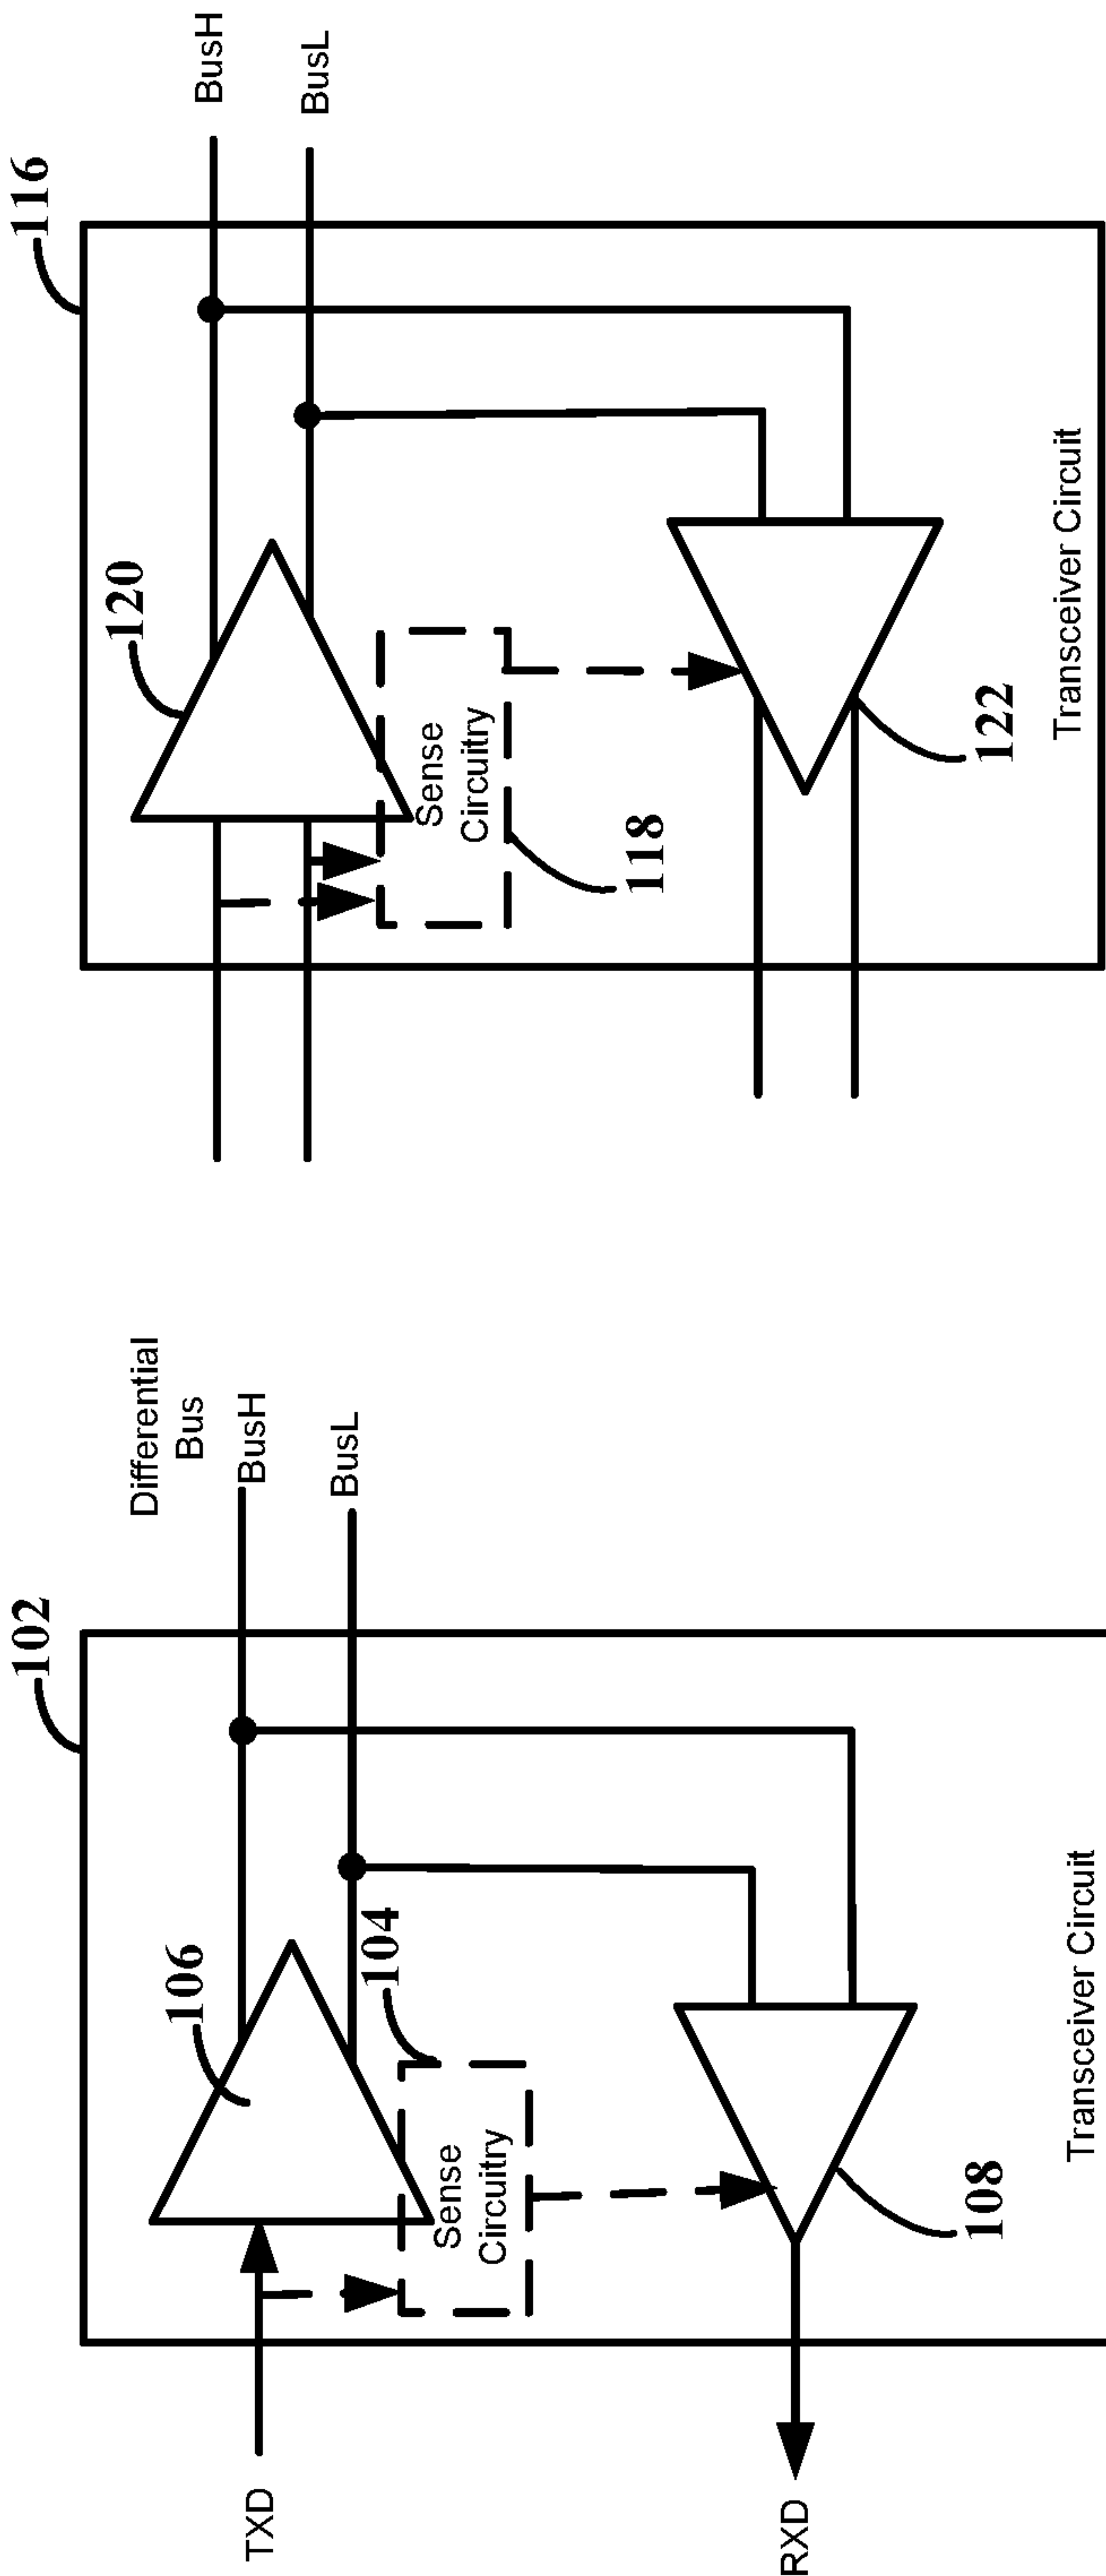 102
Differential
Bus
BusH
BusL
106
104
TXD
Sense
Circuitry
108
RXD
Transceiver Circuit
116
BusH
BusL
120
Sense
Circuitry
118
122
Transceiver Circuit